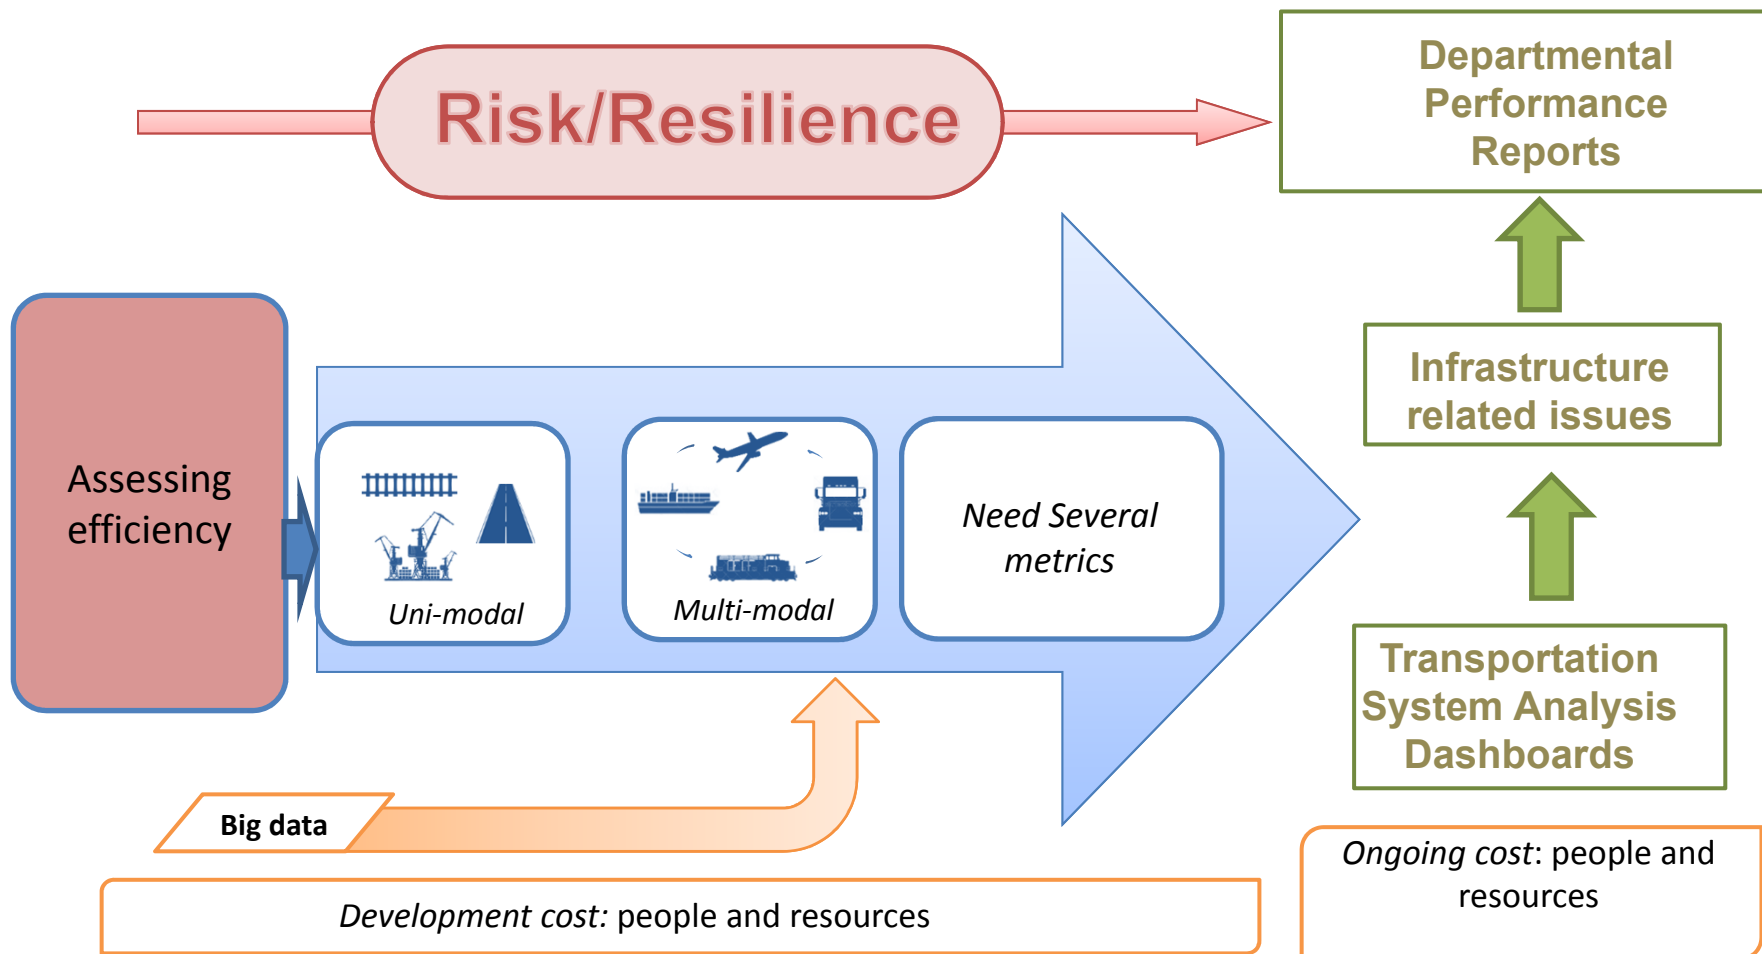 Risk/Resilience
Departmental
Performance
Reports
Infrastructure
related issues
Assessing
efficiency
Uni-modal
Multi-modal
Need Several
metrics
Transportation
System Analysis
Dashboards
Big data
Development cost: people and resources
Ongoing cost: people and
resources